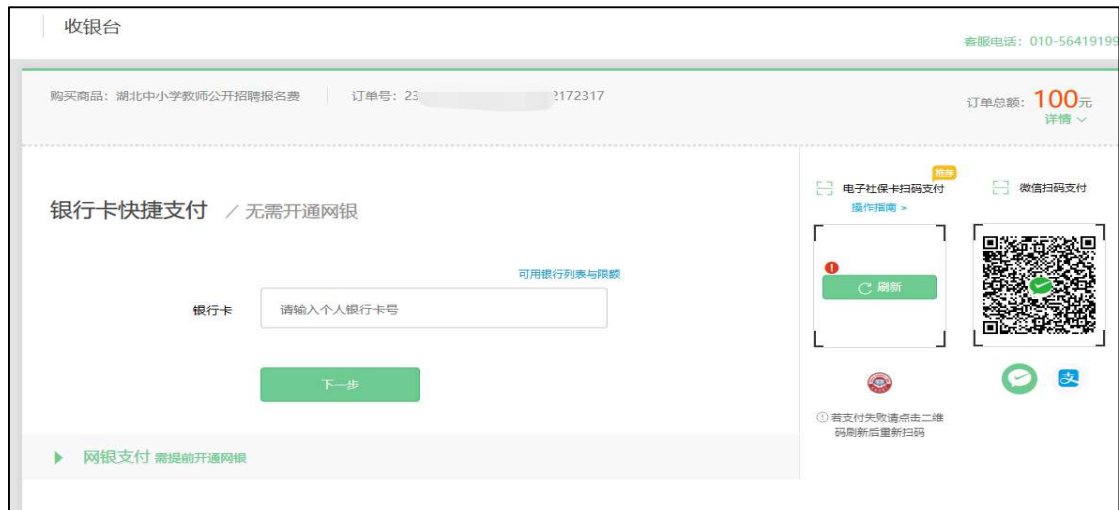 收银台
客服电话：010-56419199
购买商品：湖北中小学教师公开招聘报名费
订单号：23
2172317
订单总额：100元
详情
银行卡快捷支付 / 无需开通网银
可用银行列表与限额
银行卡
请输入个人银行卡号
下一步
网银支付 需提前开通网银
推荐
电子社保卡扫码支付
操作指南 >
刷新
若支付失败请点击二维
码刷新后重新扫码
微信扫码支付
支